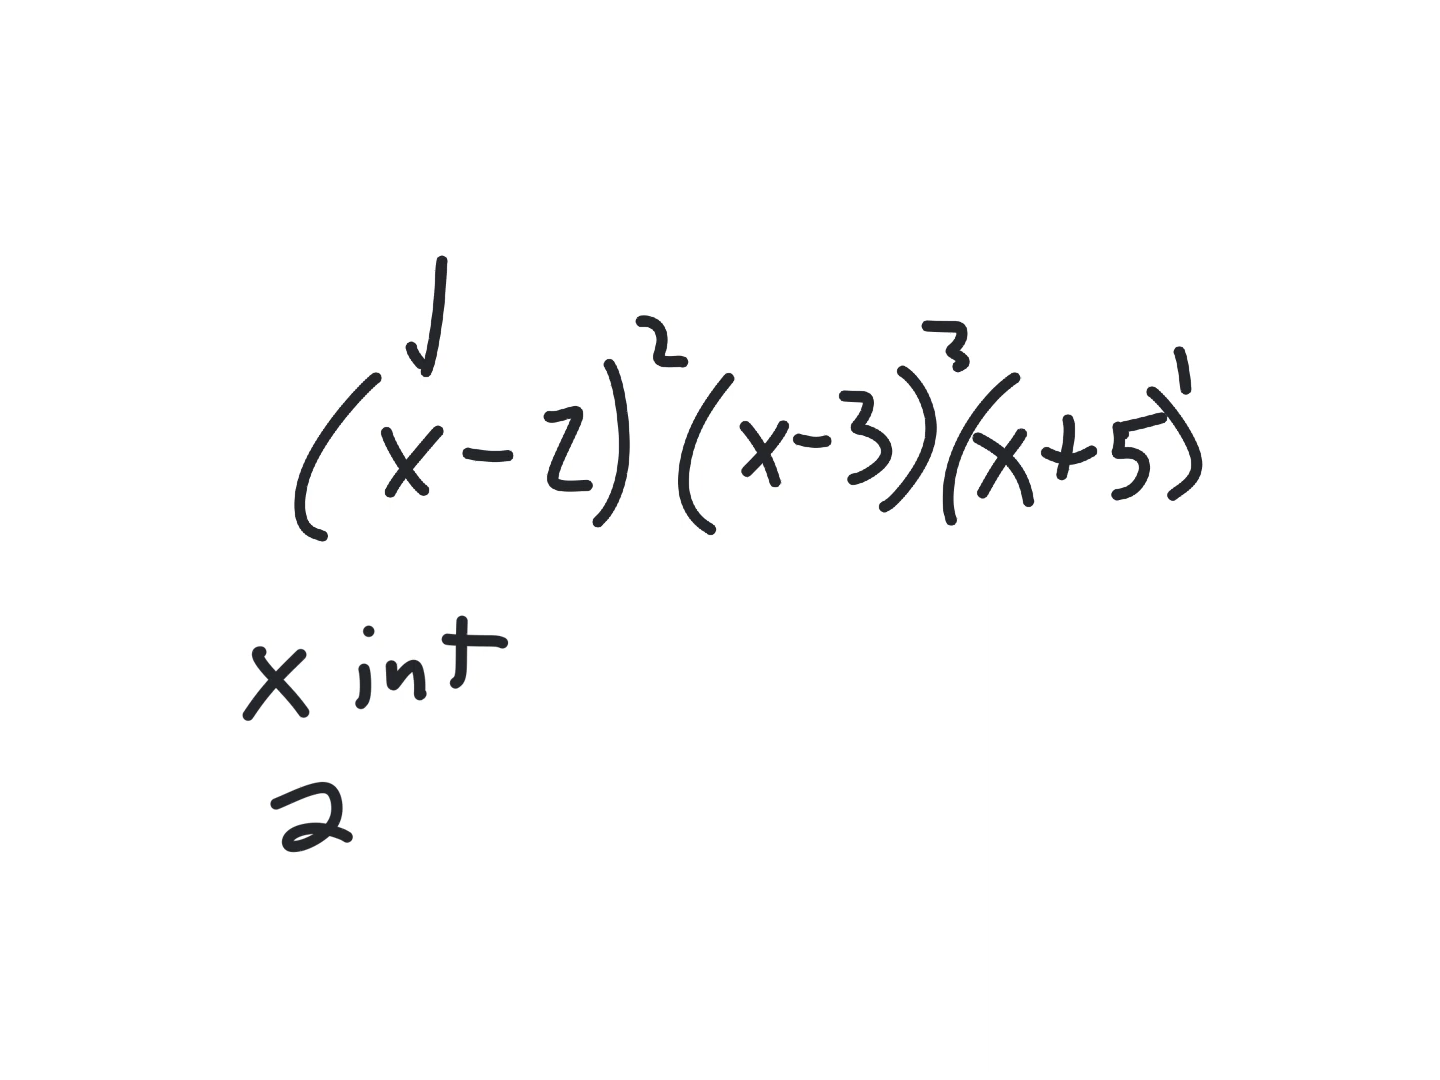 (x-2)²(x-3)³(x+5)¹
x int
2